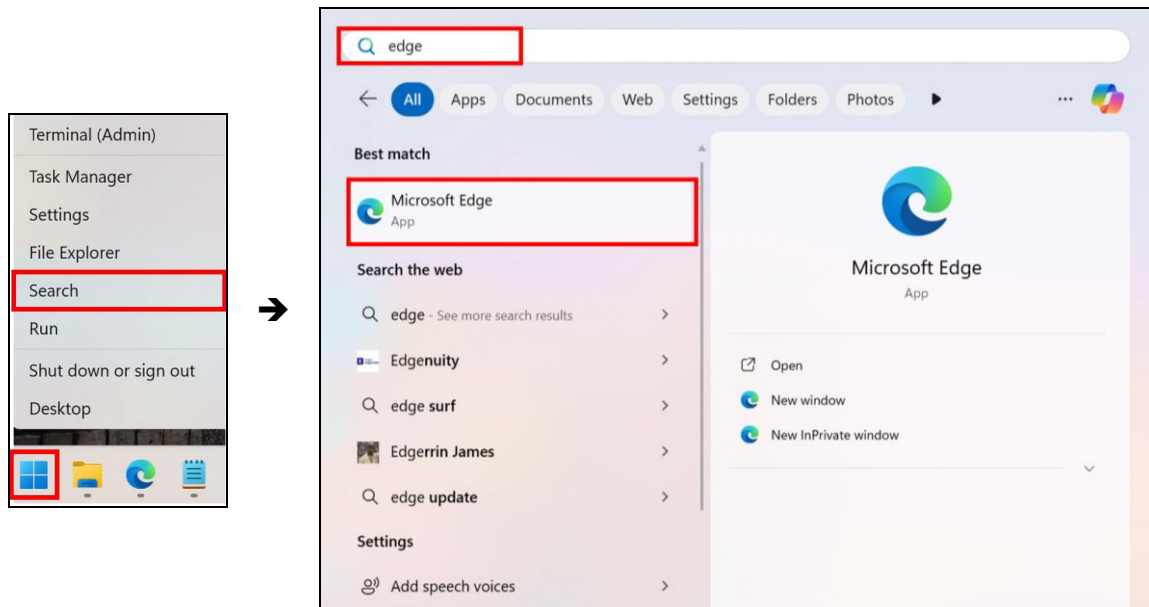 Terminal (Admin)
Task Manager
Settings
File Explorer
Search
Run
Shut down or sign out
Desktop
edge
All Apps Documents Web Settings Folders Photos
Best match
Microsoft Edge
App
Search the web
edge - See more search results
Edgenuity
edge surf
Edgerrin James
edge update
Settings
Add speech voices
Microsoft Edge
App
Open
New window
New InPrivate window